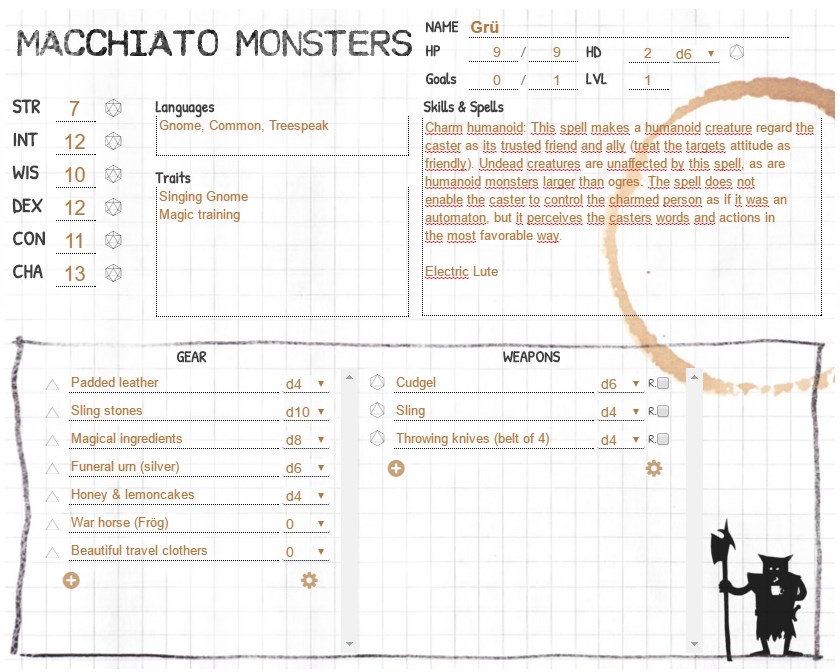 MACCHIATO MONSTERS
NAME Grü
HP 9 / 9 HD 2 d6
Goals 0 / 1 LVL 1
STR 7
INT 12
WIS 10
DEX 12
CON 11
CHA 13
Languages
Gnome, Common, Treespeak
Traits
Singing Gnome
Magic training
Skills & Spells
Charm humanoid: This spell makes a humanoid creature regard the
caster as its trusted friend and ally (treat the targets attitude as
friendly). Undead creatures are unaffected by this spell, as are
humanoid monsters larger than ogres. The spell does not
enable the caster to control the charmed person as if it was an
automaton, but it perceives the casters words and actions in
the most favorable way.
Electric Lute
GEAR
Padded leather d4
Sling stones d10
Magical ingredients d8
Funeral urn (silver) d6
Honey & lemoncakes d4
War horse (Frög) 0
Beautiful travel clothers 0
WEAPONS
Cudgel d6 R.
Sling d4 R.
Throwing knives (belt of 4) d4 R.